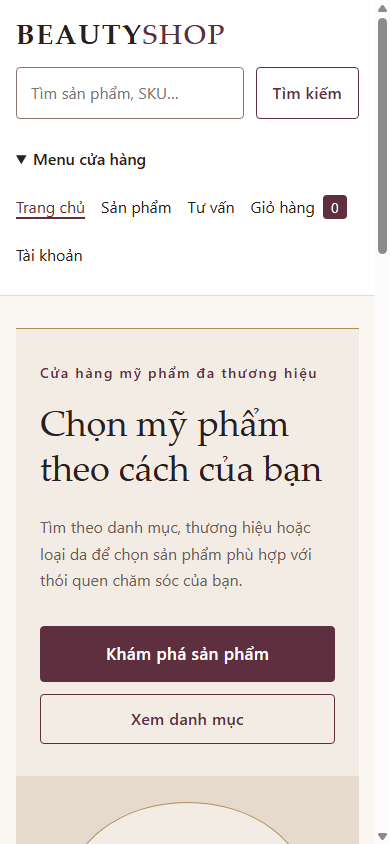 BEAUTYSHOP
Tìm sản phẩm, SKU...
Tìm kiếm
▼ Menu cửa hàng
Trang chủ Sản phẩm Tư vấn Giỏ hàng 0
Tài khoản
Cửa hàng mỹ phẩm đa thương hiệu
Chọn mỹ phẩm
theo cách của bạn
Tìm theo danh mục, thương hiệu hoặc
loại da để chọn sản phẩm phù hợp với
thói quen chăm sóc của bạn.
Khám phá sản phẩm
Xem danh mục